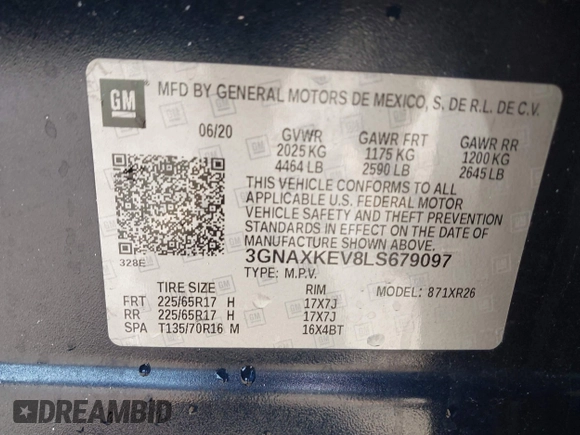 GM
MFD BY GENERAL MOTORS DE MEXICO, S. DE R.L. DE C.V.
06/20 GVWR GAWR FRT GAWR RR
2025 KG 1175 KG 1200 KG
4464 LB 2590 LB 2645 LB
THIS VEHICLE CONFORMS TO ALL
APPLICABLE U.S. FEDERAL MOTOR
VEHICLE SAFETY AND THEFT PREVENTION
STANDARDS IN EFFECT ON THE DATE OF
MANUFACTURE SHOWN ABOVE.
328E
3GNAXKEV8LS679097
TYPE: M.P.V.
TIRE SIZE RIM MODEL: 871XR26
FRT 225/65R17 H 17X7J
RR 225/65R17 H 17X7J
SPA T135/70R16 M 16X4BT
DREAMBID